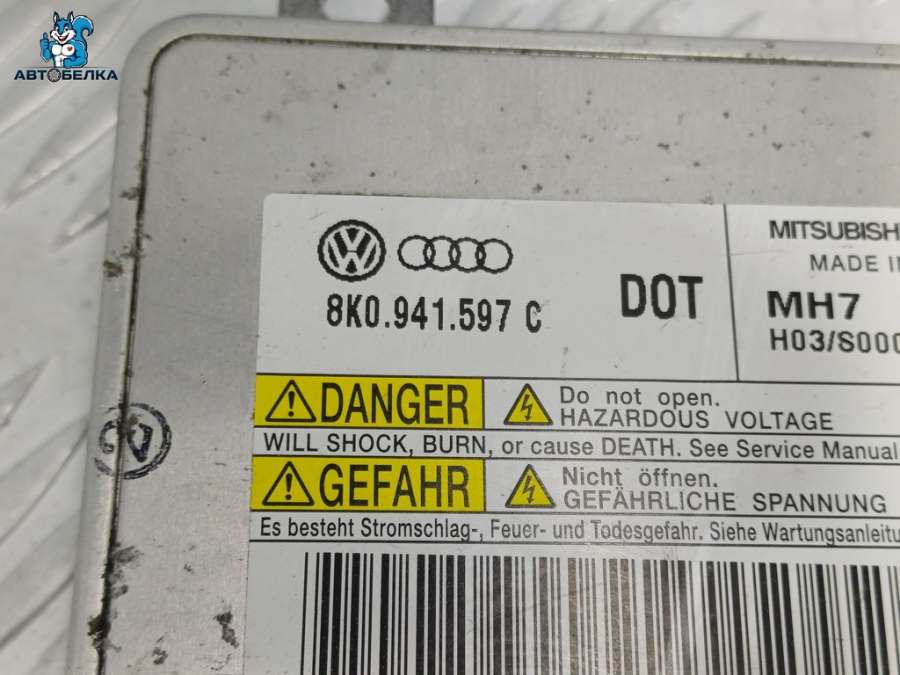 АВТОБЕЛКА
8K0.941.597 C
DOT
MITSUBISH
MADE IN
MH7
H03/S000
DANGER
Do not open.
HAZARDOUS VOLTAGE
WILL SHOCK, BURN, or cause DEATH. See Service Manual
GEFAHR
Nicht öffnen.
GEFÄHRLICHE SPANNUNG
Es besteht Stromschlag-, Feuer- und Todesgefahr. Siehe Wartungsanleitu